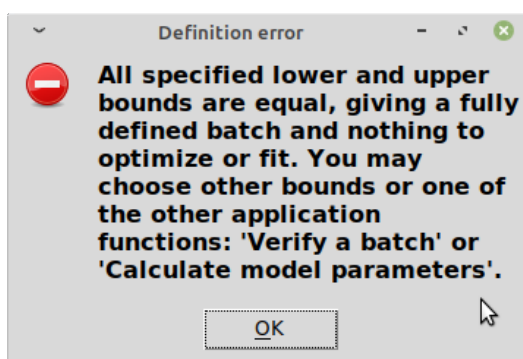 Definition error
All specified lower and upper
bounds are equal, giving a fully
defined batch and nothing to
optimize or fit. You may
choose other bounds or one of
the other application
functions: 'Verify a batch' or
'Calculate model parameters'.
OK